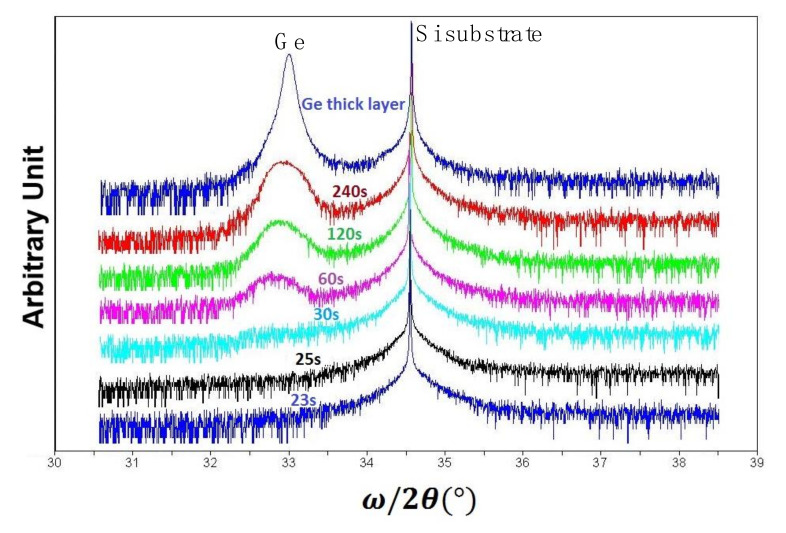 Ge
Si substrate
Ge thick layer
240s
120s
60s
30s
25s
23s
Arbitrary Unit
30 31 32 33 34 35 36 37 38 39
ω/2θ(°)